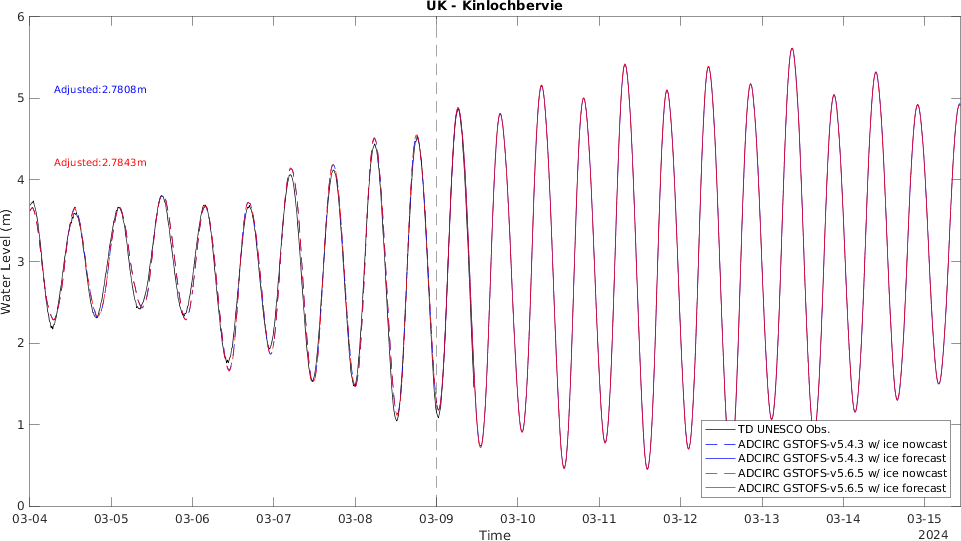 UK - Kinlochbervie
6
5
4
3
2
1
0
Water Level (m)
Adjusted:2.7808m
Adjusted:2.7843m
TD UNESCO Obs.
ADCIRC GSTOFS-v5.4.3 w/ ice nowcast
ADCIRC GSTOFS-v5.4.3 w/ ice forecast
ADCIRC GSTOFS-v5.6.5 w/ ice nowcast
ADCIRC GSTOFS-v5.6.5 w/ ice forecast
03-04 03-05 03-06 03-07 03-08 03-09 03-10 03-11 03-12 03-13 03-14 03-15
Time
2024